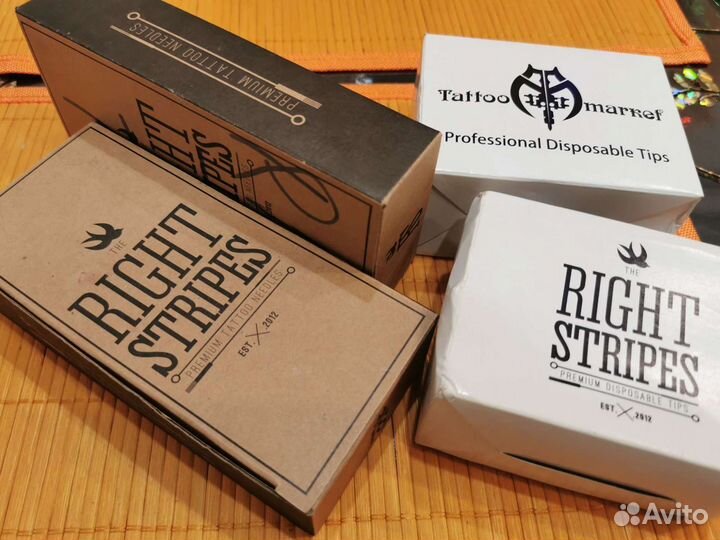 PREMIUM TATTOO NEEDLES
RIGHT
STRIPES
Tattoo market
Professional Disposable Tips
THE
RIGHT
STRIPES
PREMIUM TATTOO NEEDLES
EST. 2012
THE
RIGHT
STRIPES
PREMIUM DISPOSABLE TIPS
EST. 2012
Avito